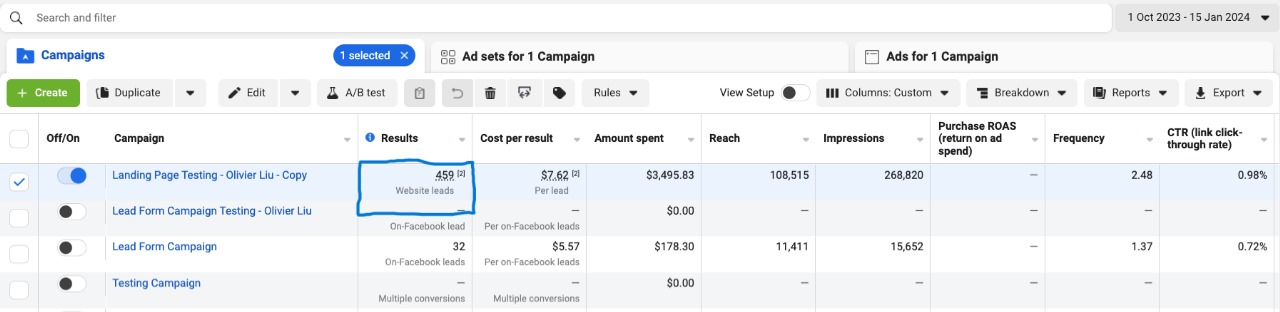 Search and filter
1 Oct 2023 - 15 Jan 2024
Campaigns
1 selected ×
Ad sets for 1 Campaign
Ads for 1 Campaign
+ Create
Duplicate
Edit
A/B test
Rules
View Setup
Columns: Custom
Breakdown
Reports
Export
Off/On Campaign Results Cost per result Amount spent Reach Impressions Purchase ROAS (return on ad spend) Frequency CTR (link click-through rate)
Landing Page Testing - Olivier Liu - Copy 459 [2] $7.62 [2] $3,495.83 108,515 268,820 — 2.48 0.98%
Website leads Per lead
Lead Form Campaign Testing - Olivier Liu — — $0.00 — — — — —
On-Facebook lead Per on-Facebook leads
Lead Form Campaign 32 $5.57 $178.30 11,411 15,652 — 1.37 0.72%
On-Facebook leads Per on-Facebook leads
Testing Campaign — — $0.00 — — — — —
Multiple conversions Multiple conversions